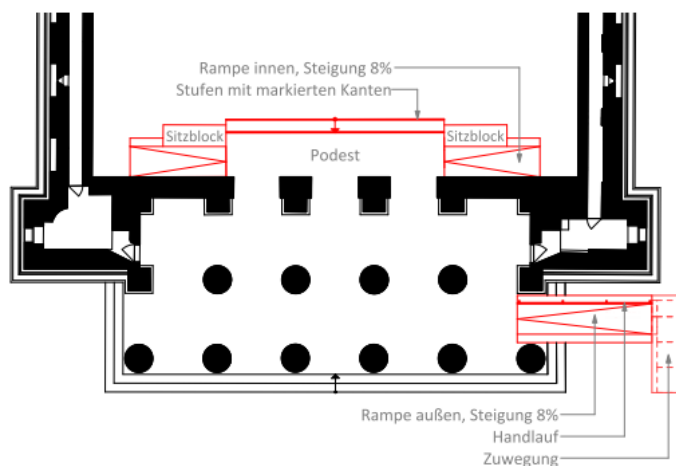 Rampe innen, Steigung 8%
Stufen mit markierten Kanten
Sitzblock
Sitzblock
Podest
Rampe außen, Steigung 8%
Handlauf
Zuwegung